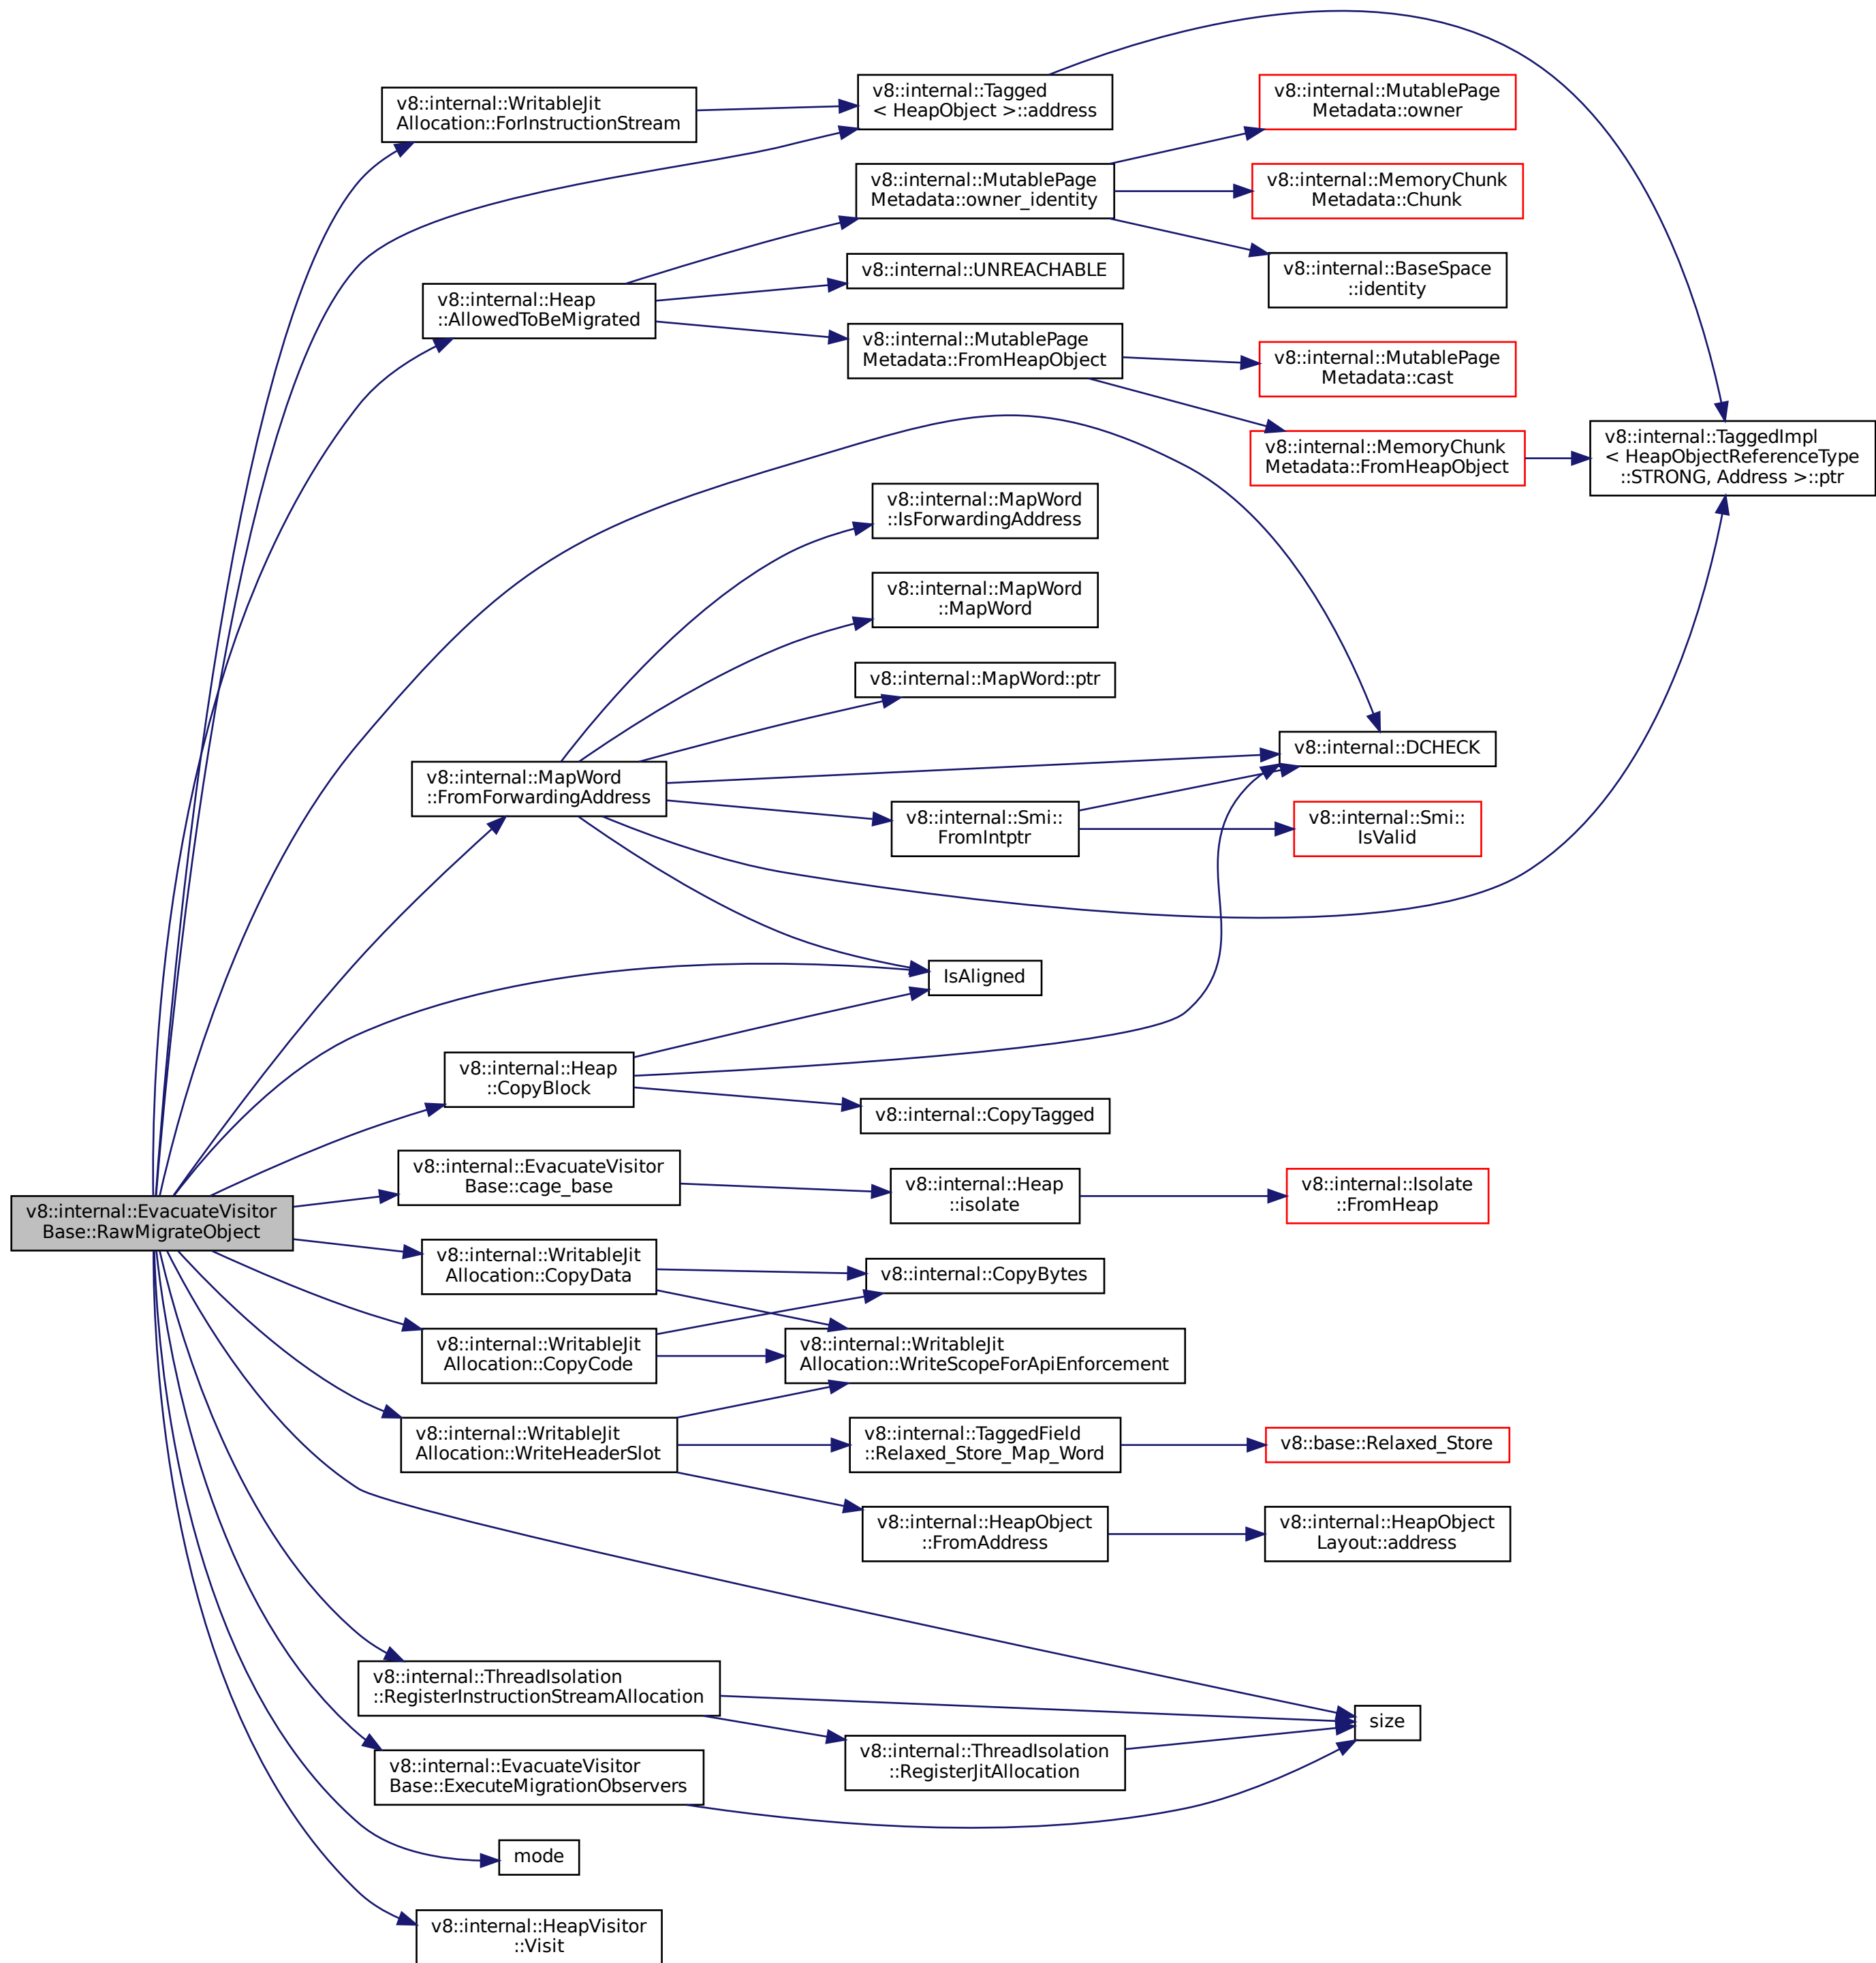 v8::internal::EvacuateVisitor
Base::RawMigrateObject
v8::internal::WritableJit
Allocation::ForInstructionStream
v8::internal::Tagged
< HeapObject >::address
v8::internal::Heap
::AllowedToBeMigrated
v8::internal::MutablePage
Metadata::owner_identity
v8::internal::MutablePage
Metadata::owner
v8::internal::MemoryChunk
Metadata::Chunk
v8::internal::BaseSpace
::identity
v8::internal::UNREACHABLE
v8::internal::MutablePage
Metadata::FromHeapObject
v8::internal::MutablePage
Metadata::cast
v8::internal::MemoryChunk
Metadata::FromHeapObject
v8::internal::TaggedImpl
< HeapObjectReferenceType
::STRONG, Address >::ptr
v8::internal::MapWord
::IsForwardingAddress
v8::internal::MapWord
::MapWord
v8::internal::MapWord::ptr
v8::internal::MapWord
::FromForwardingAddress
v8::internal::DCHECK
v8::internal::Smi::
FromIntptr
v8::internal::Smi::
IsValid
IsAligned
v8::internal::Heap
::CopyBlock
v8::internal::CopyTagged
v8::internal::EvacuateVisitor
Base::cage_base
v8::internal::Heap
::isolate
v8::internal::Isolate
::FromHeap
v8::internal::WritableJit
Allocation::CopyData
v8::internal::CopyBytes
v8::internal::WritableJit
Allocation::CopyCode
v8::internal::WritableJit
Allocation::WriteScopeForApiEnforcement
v8::internal::WritableJit
Allocation::WriteHeaderSlot
v8::internal::TaggedField
::Relaxed_Store_Map_Word
v8::base::Relaxed_Store
v8::internal::HeapObject
::FromAddress
v8::internal::HeapObject
Layout::address
v8::internal::ThreadIsolation
::RegisterInstructionStreamAllocation
size
v8::internal::ThreadIsolation
::RegisterJitAllocation
v8::internal::EvacuateVisitor
Base::ExecuteMigrationObservers
mode
v8::internal::HeapVisitor
::Visit